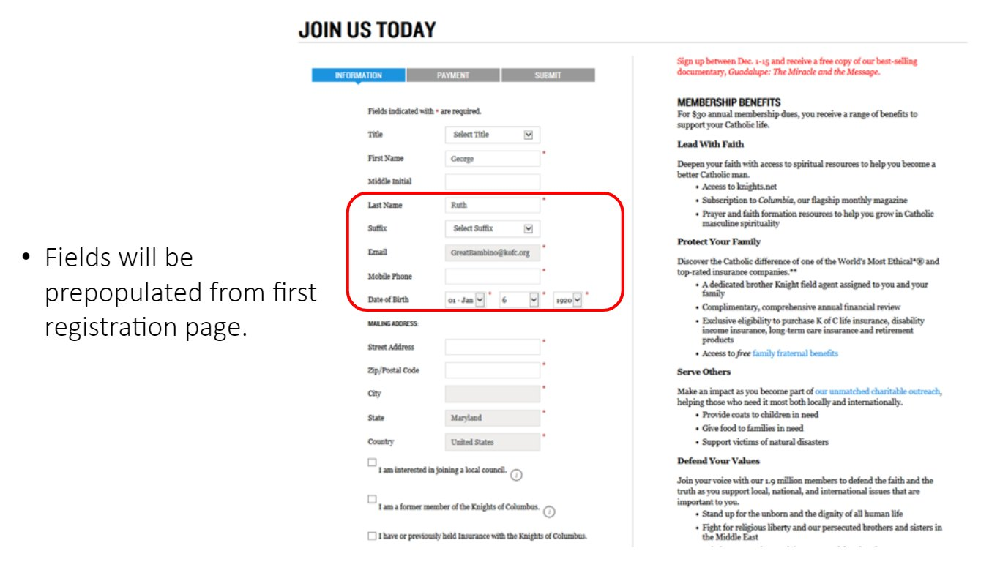 JOIN US TODAY
• Fields will be
prepopulated from first
registration page.
INFORMATION PAYMENT SUBMIT
Fields indicated with * are required.
Title Select Title
First Name George *
Middle Initial
Last Name Ruth *
Suffix Select Suffix
Email GreatBambino@kofc.org *
Mobile Phone *
Date of Birth 01 - Jan * 6 * 1920 *
MAILING ADDRESS:
Street Address *
Zip/Postal Code *
City *
State Maryland *
Country United States *
I am interested in joining a local council. i
I am a former member of the Knights of Columbus. i
I have or previously held Insurance with the Knights of Columbus.
Sign up between Dec. 1-15 and receive a free copy of our best-selling
documentary, Guadalupe: The Miracle and the Message.
MEMBERSHIP BENEFITS
For $30 annual membership dues, you receive a range of benefits to
support your Catholic life.
Lead With Faith
Deepen your faith with access to spiritual resources to help you become a
better Catholic man.
• Access to knights.net
• Subscription to Columbia, our flagship monthly magazine
• Prayer and faith formation resources to help you grow in Catholic
masculine spirituality
Protect Your Family
Discover the Catholic difference of one of the World's Most Ethical*® and
top-rated insurance companies.**
• A dedicated brother Knight field agent assigned to you and your
family
• Complimentary, comprehensive annual financial review
• Exclusive eligibility to purchase K of C life insurance, disability
income insurance, long-term care insurance and retirement
products
• Access to free family fraternal benefits
Serve Others
Make an impact as you become part of our unmatched charitable outreach,
helping those who need it most both locally and internationally.
• Provide coats to children in need
• Give food to families in need
• Support victims of natural disasters
Defend Your Values
Join your voice with our 1.9 million members to defend the faith and the
truth as you support local, national, and international issues that are
important to you.
• Stand up for the unborn and the dignity of all human life
• Fight for religious liberty and our persecuted brothers and sisters in
the Middle East